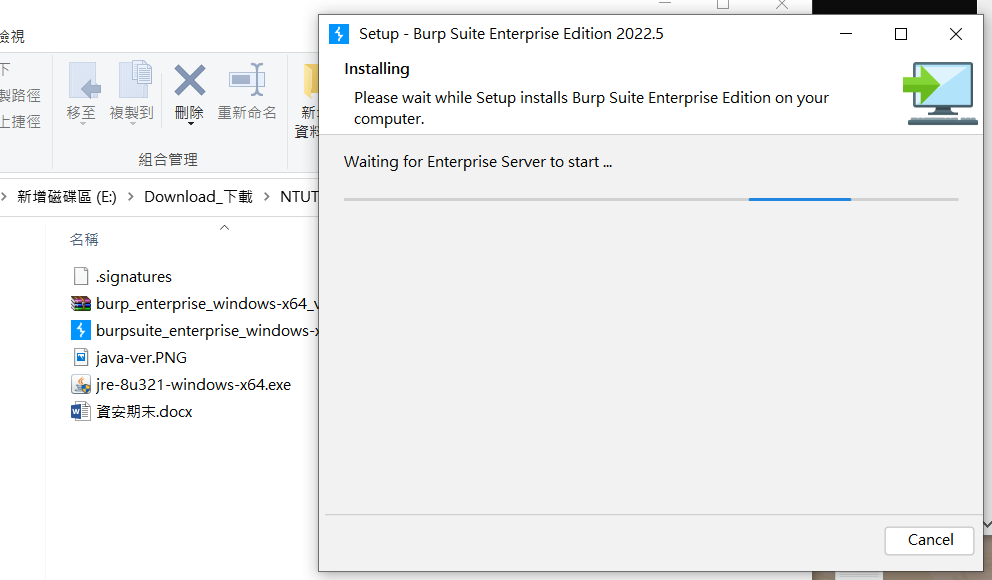 檢視
Setup - Burp Suite Enterprise Edition 2022.5
Installing
Please wait while Setup installs Burp Suite Enterprise Edition on your
computer.
Waiting for Enterprise Server to start ...
Cancel
製路徑
上捷徑
移至
複製到
刪除
重新命名
組合管理
新增磁碟區 (E:)
Download_下載
NTUT
名稱
.signatures
burp_enterprise_windows-x64_v
burpsuite_enterprise_windows-x
java-ver.PNG
jre-8u321-windows-x64.exe
資安期末.docx